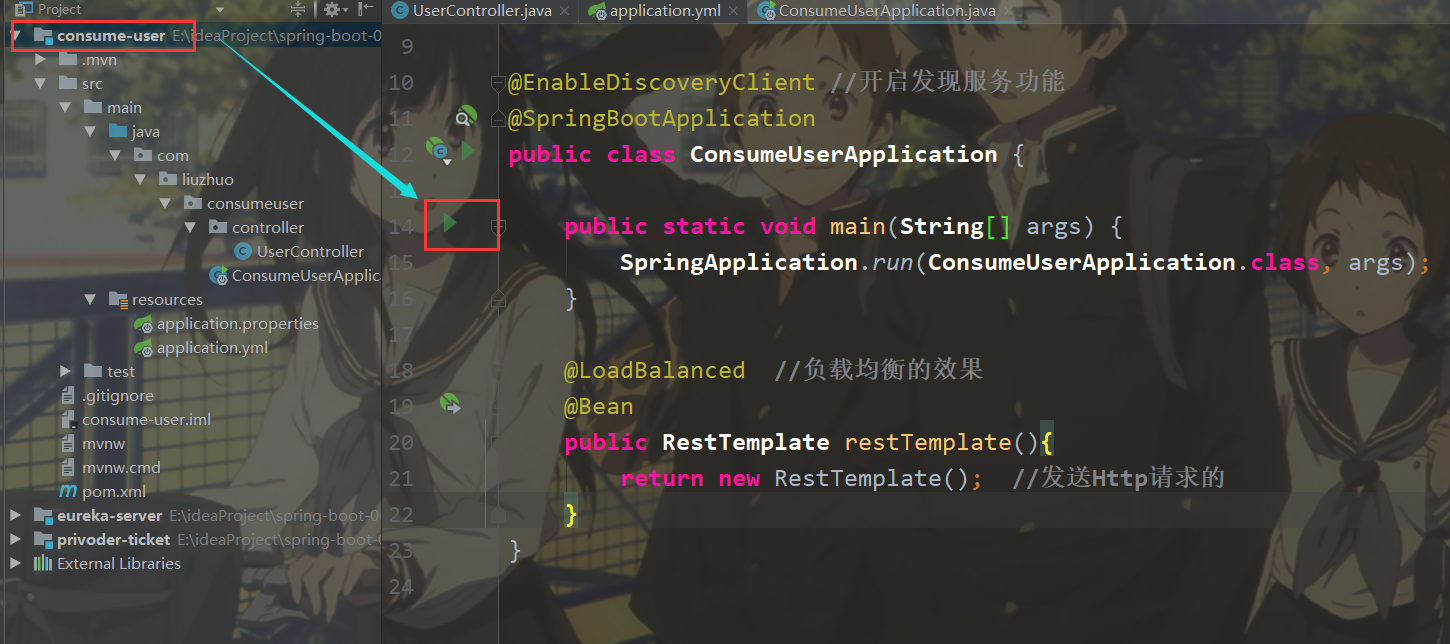 Project
consume-user E:\ideaProject\spring-boot-0
.mvn
src
main
java
com
liuzhuo
consumeuser
controller
UserController
ConsumeUserApplic
resources
application.properties
application.yml
test
.gitignore
consume-user.iml
mvnw
mvnw.cmd
pom.xml
eureka-server E:\ideaProject\spring-boot-0
privoder-ticket E:\ideaProject\spring-boot-0
External Libraries
UserController.java
application.yml
ConsumeUserApplication.java
9
10 @EnableDiscoveryClient //开启发现服务功能
11 @SpringBootApplication
12 public class ConsumeUserApplication {
14 public static void main(String[] args) {
15 SpringApplication.run(ConsumeUserApplication.class, args);
16 }
17
18 @LoadBalanced //负载均衡的效果
19 @Bean
20 public RestTemplate restTemplate(){
21 return new RestTemplate(); //发送Http请求的
22 }
23 }
24